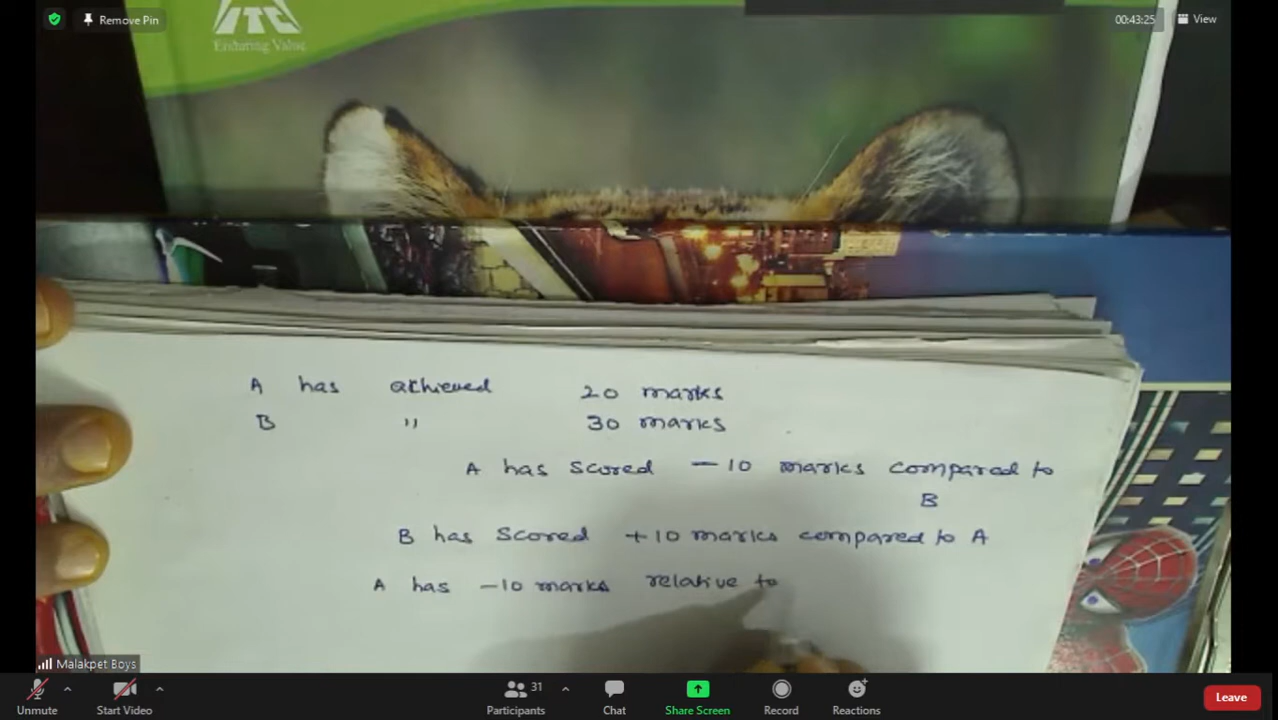 Remove Pin
00:43:25
View
ITC
Enduring Value
A has achieved 20 marks
B " 30 marks
A has scored -10 marks compared to
B
B has scored +10 marks compared to A
A has -10 marks relative to
Malakpet Boys
Unmute
Start Video
Participants
31
Chat
Share Screen
Record
Reactions
Leave